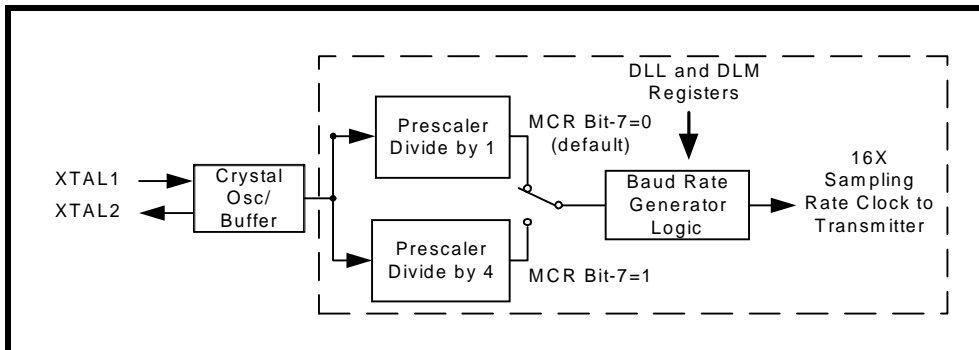 DLL and DLM
Registers
Prescaler
Divide by 1
MCR Bit-7=0
(default)
XTAL1
XTAL2
Crystal
Osc/
Buffer
Baud Rate
Generator
Logic
16X
Sampling
Rate Clock to
Transmitter
Prescaler
Divide by 4
MCR Bit-7=1